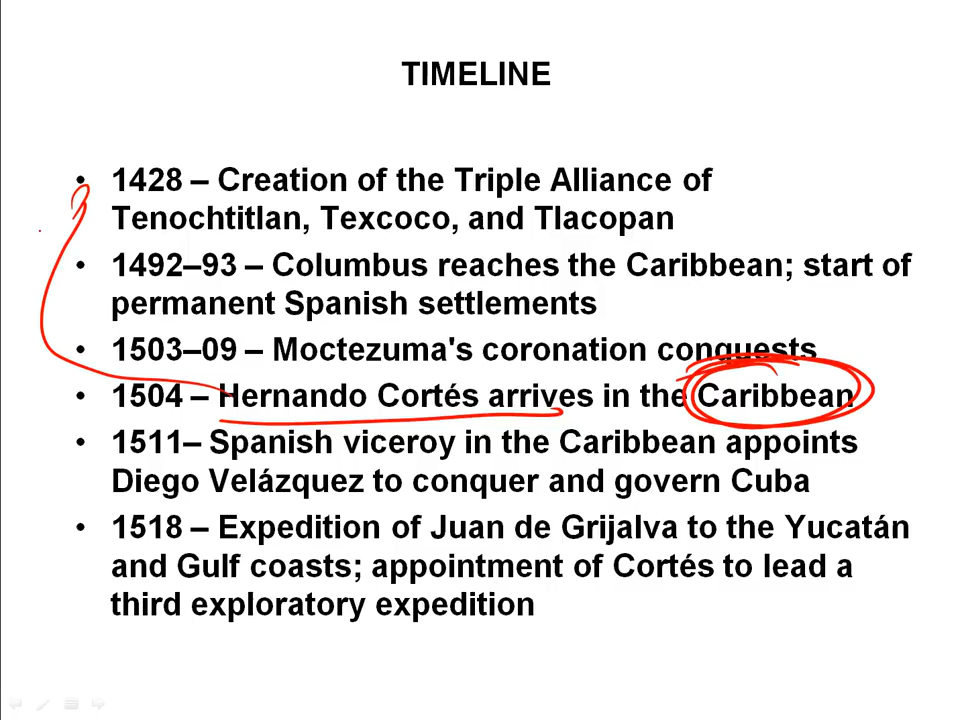 TIMELINE
• 1428 – Creation of the Triple Alliance of
Tenochtitlan, Texcoco, and Tlacopan
• 1492–93 – Columbus reaches the Caribbean; start of
permanent Spanish settlements
• 1503–09 – Moctezuma's coronation conquests
• 1504 – Hernando Cortés arrives in the Caribbean
• 1511– Spanish viceroy in the Caribbean appoints
Diego Velázquez to conquer and govern Cuba
• 1518 – Expedition of Juan de Grijalva to the Yucatán
and Gulf coasts; appointment of Cortés to lead a
third exploratory expedition